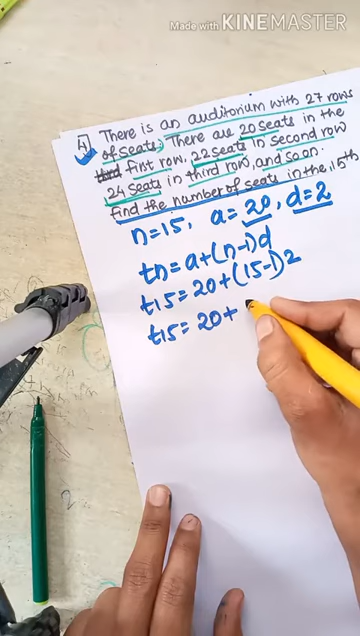 Made with KINEMASTER
4) There is an auditorium with 27 rows
of seats. There are 20 seats in the
third first row, 22 seats in second row
24 seats in third row, and so on.
find the number of seats in the 15th
n=15, a=20, d=2
tn=a+(n-1)d
t15=20+(15-1)2
t15=20+